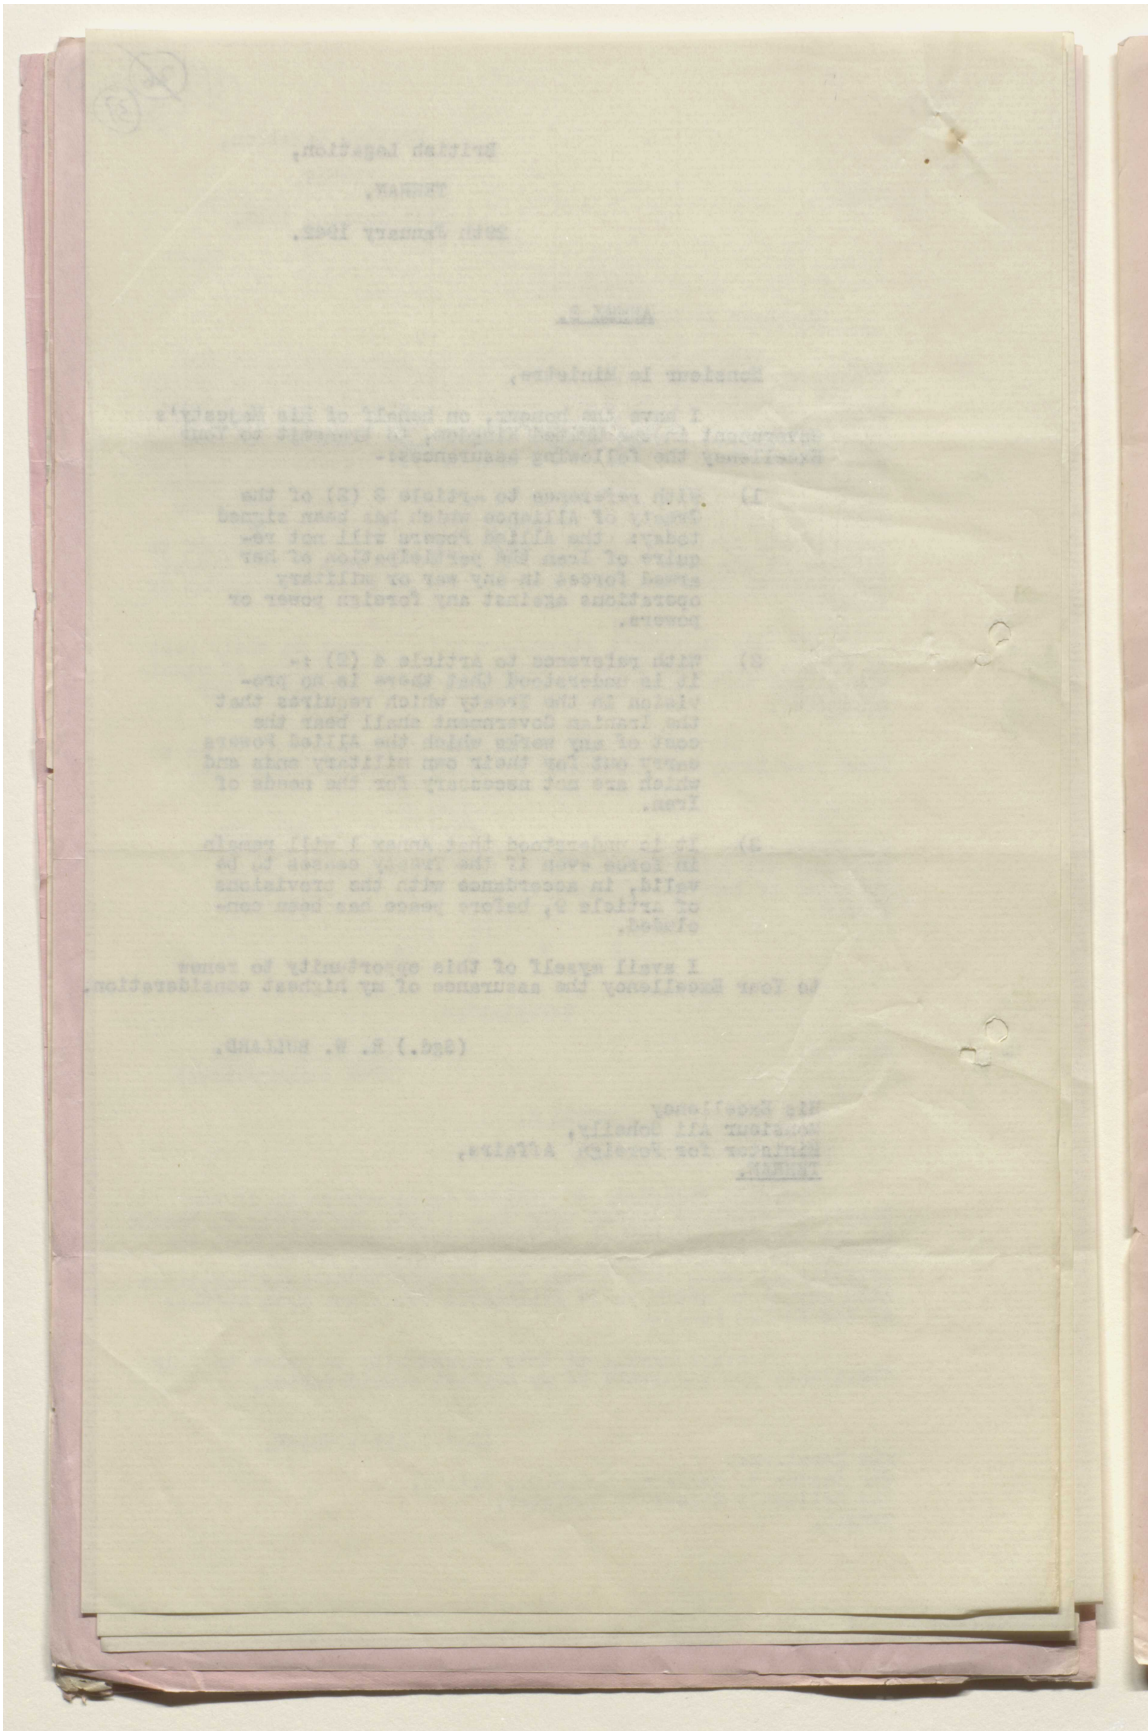 British Legation,
TEHRAN.
29th January 1942.
ANNEX 2.
Monsieur le Ministre,
I have the honour, on behalf of His Majesty's
Government in the United Kingdom, to            to Your
Excellency the following assurances:-
1) With reference to Article 3 (2) of the
Treaty of Alliance which has been signed
today: the Allied Powers will not re-
quire of Iran the participation of her
armed forces in any war or military
operations against any foreign power or
powers.
2) With reference to Article 4 (2) :-
it is understood that there is no pro-
vision in the Treaty which requires that
the Iranian Government shall bear the
cost of any works which the Allied Powers
carry out for their own military ends and
which are not necessary for the needs of
Iran.
3) It is understood that Annex 1 will remain
in force even if the Treaty ceases to be
valid, in accordance with the provisions
of Article 9, before peace has been con-
cluded.
I avail myself of this opportunity to renew
to Your Excellency the assurance of my highest consideration.
(Sgd.) R. W. BULLARD.
His Excellency
Monsieur Ali Soheily,
Minister for Foreign Affairs,
TEHRAN.